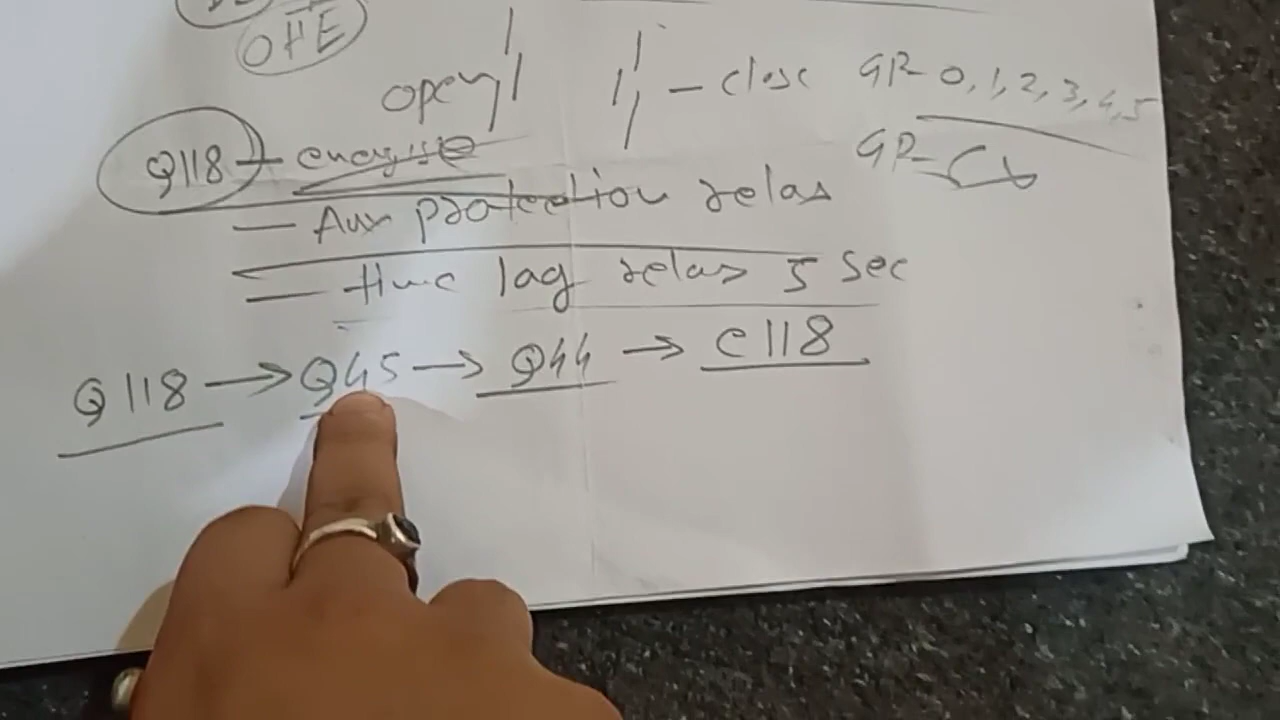 OHE
open — close GR- 0, 1, 2, 3, 4, 5
Q118 — energise GR-
— Aux protection relay
— time lag relay 5 sec
Q118 → Q45 → Q44 → C118